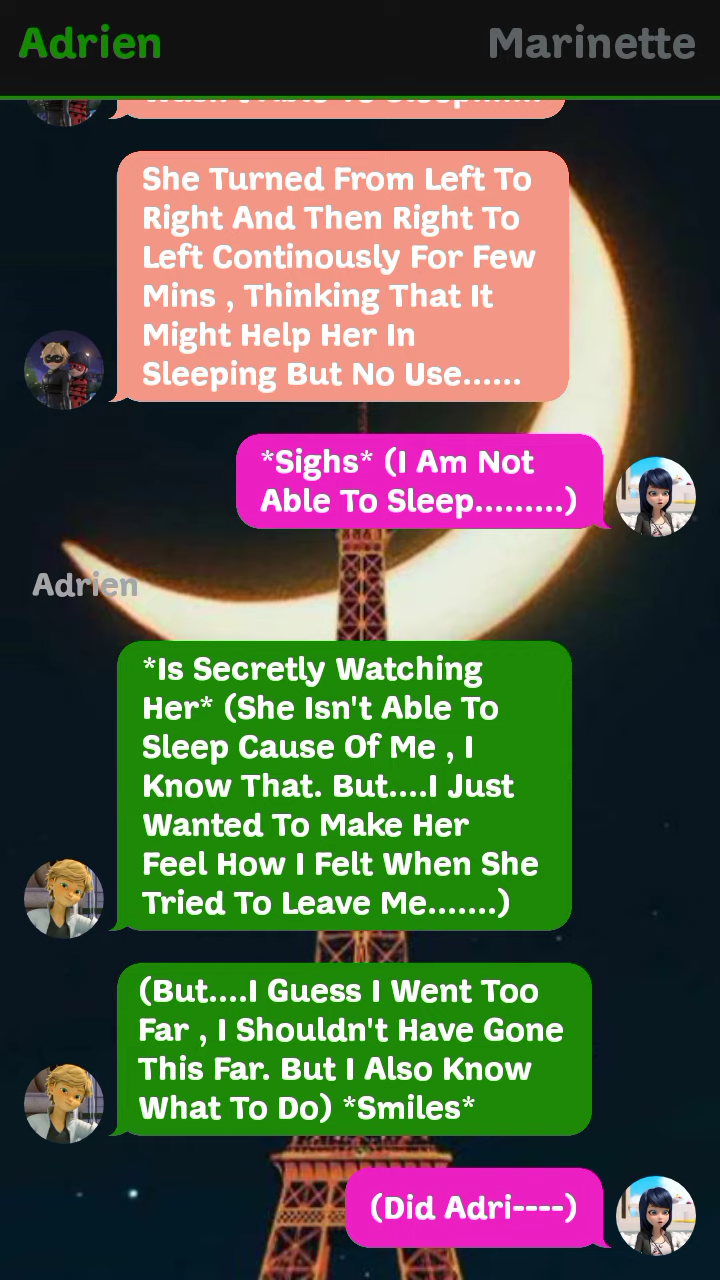 Adrien
Marinette
She Turned From Left To
Right And Then Right To
Left Continously For Few
Mins , Thinking That It
Might Help Her In
Sleeping But No Use......
*Sighs* (I Am Not
Able To Sleep.........)
Adrien
*Is Secretly Watching
Her* (She Isn't Able To
Sleep Cause Of Me , I
Know That. But....I Just
Wanted To Make Her
Feel How I Felt When She
Tried To Leave Me.......)
(But....I Guess I Went Too
Far , I Shouldn't Have Gone
This Far. But I Also Know
What To Do) *Smiles*
(Did Adri----)